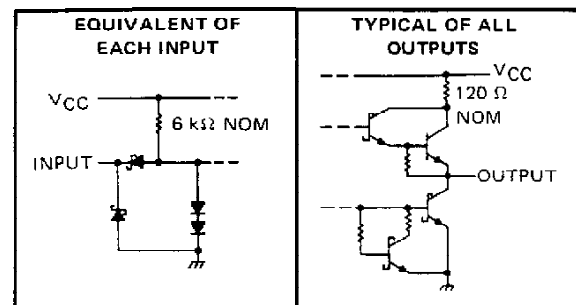 EQUIVALENT OF
EACH INPUT
VCC
6 kΩ NOM
INPUT
TYPICAL OF ALL
OUTPUTS
VCC
120 Ω
NOM
OUTPUT